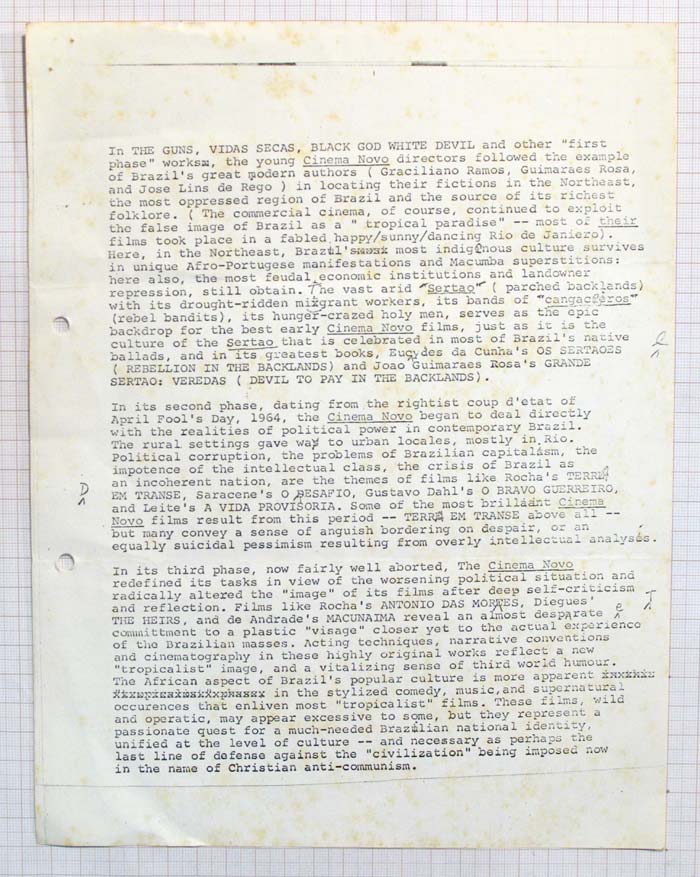 In THE GUNS, VIDAS SECAS, BLACK GOD WHITE DEVIL and other "first
phase" works, the young Cinema Novo directors followed the example
of Brazil's great modern authors ( Graciliano Ramos, Guimaraes Rosa,
and Jose Lins de Rego ) in locating their fictions in the Northeast,
the most oppressed region of Brazil and the source of its richest
folklore. ( The commercial cinema, of course, continued to exploit
the false image of Brazil as a " tropical paradise" -- most of their
films took place in a fabled happy/sunny/dancing Rio de Janiero).
Here, in the Northeast, Brazil's most indigenous culture survives
in unique Afro-Portugese manifestations and Macumba superstitions:
here also, the most feudal economic institutions and landowner
repression, still obtain. The vast arid "Sertao" ( parched backlands)
with its drought-ridden migrant workers, its bands of "cangaceiros"
(rebel bandits), its hunger-crazed holy men, serves as the epic
backdrop for the best early Cinema Novo films, just as it is the
culture of the Sertao that is celebrated in most of Brazil's native
ballads, and in its greatest books, Euclydes da Cunha's OS SERTAOES
( REBELLION IN THE BACKLANDS) and Joao Guimaraes Rosa's GRANDE
SERTAO: VEREDAS ( DEVIL TO PAY IN THE BACKLANDS).
In its second phase, dating from the rightist coup d'etat of
April Fool's Day, 1964, the Cinema Novo began to deal directly
with the realities of political power in contemporary Brazil.
The rural settings gave way to urban locales, mostly in Rio.
Political corruption, the problems of Brazilian capitalism, the
impotence of the intellectual class, the crisis of Brazil as
an incoherent nation, are the themes of films like Rocha's TERRA
EM TRANSE, Saracene's O DESAFIO, Gustavo Dahl's O BRAVO GUERREIRO,
and Leite's A VIDA PROVISORIA. Some of the most brilliant Cinema
Novo films result from this period -- TERRA EM TRANSE above all --
but many convey a sense of anguish bordering on despair, or an
equally suicidal pessimism resulting from overly intellectual analysis.
In its third phase, now fairly well aborted, The Cinema Novo
redefined its tasks in view of the worsening political situation and
radically altered the "image" of its films after deep self-criticism
and reflection. Films like Rocha's ANTONIO DAS MORTES, Diegues'
THE HEIRS, and de Andrade's MACUNAIMA reveal an almost desperate
committment to a plastic "visage" closer yet to the actual experience
of the Brazilian masses. Acting techniques, narrative conventions
and cinematography in these highly original works reflect a new
"tropicalist" image, and a vitalizing sense of third world humour.
The African aspect of Brazil's popular culture is more apparent
in the stylized comedy, music,and supernatural
occurences that enliven most "tropicalist" films. These films, wild
and operatic, may appear excessive to some, but they represent a
passionate quest for a much-needed Brazilian national identity,
unified at the level of culture -- and necessary as perhaps the
last line of defense against the "civilization" being imposed now
in the name of Christian anti-communism.